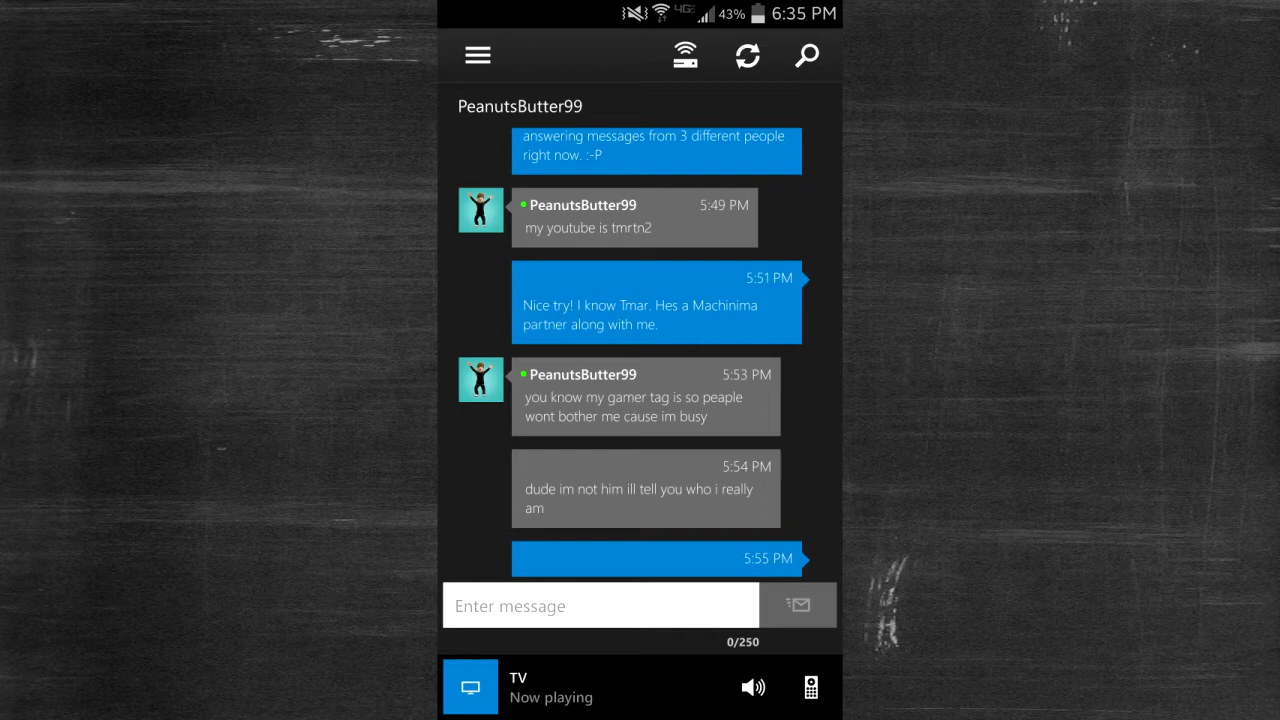 4G 43% 6:35 PM
PeanutsButter99
answering messages from 3 different people
right now. :-P
PeanutsButter99 5:49 PM
my youtube is tmrtn2
5:51 PM
Nice try! I know Tmar. Hes a Machinima
partner along with me.
PeanutsButter99 5:53 PM
you know my gamer tag is so peaple
wont bother me cause im busy
5:54 PM
dude im not him ill tell you who i really
am
5:55 PM
Enter message
0/250
TV
Now playing